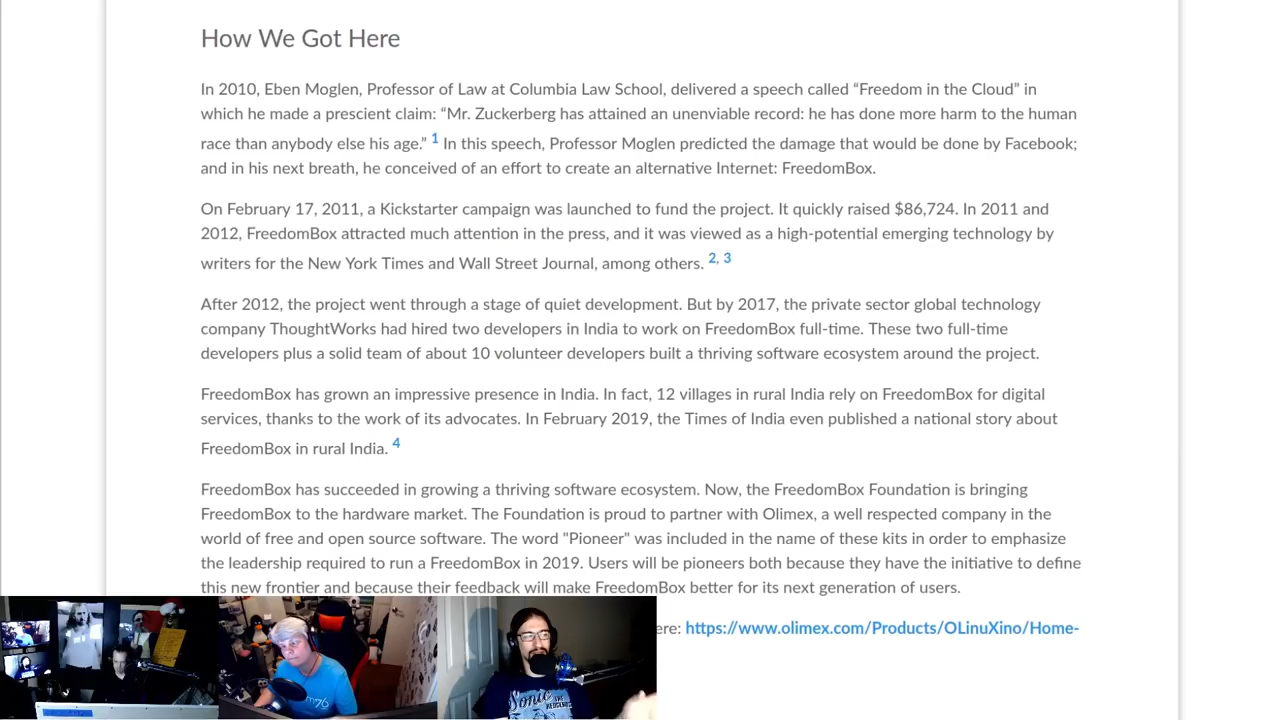 How We Got Here
In 2010, Eben Moglen, Professor of Law at Columbia Law School, delivered a speech called “Freedom in the Cloud” in
which he made a prescient claim: “Mr. Zuckerberg has attained an unenviable record: he has done more harm to the human
race than anybody else his age.” 1 In this speech, Professor Moglen predicted the damage that would be done by Facebook;
and in his next breath, he conceived of an effort to create an alternative Internet: FreedomBox.
On February 17, 2011, a Kickstarter campaign was launched to fund the project. It quickly raised $86,724. In 2011 and
2012, FreedomBox attracted much attention in the press, and it was viewed as a high-potential emerging technology by
writers for the New York Times and Wall Street Journal, among others. 2, 3
After 2012, the project went through a stage of quiet development. But by 2017, the private sector global technology
company ThoughtWorks had hired two developers in India to work on FreedomBox full-time. These two full-time
developers plus a solid team of about 10 volunteer developers built a thriving software ecosystem around the project.
FreedomBox has grown an impressive presence in India. In fact, 12 villages in rural India rely on FreedomBox for digital
services, thanks to the work of its advocates. In February 2019, the Times of India even published a national story about
FreedomBox in rural India. 4
FreedomBox has succeeded in growing a thriving software ecosystem. Now, the FreedomBox Foundation is bringing
FreedomBox to the hardware market. The Foundation is proud to partner with Olimex, a well respected company in the
world of free and open source software. The word "Pioneer" was included in the name of these kits in order to emphasize
the leadership required to run a FreedomBox in 2019. Users will be pioneers both because they have the initiative to define
this new frontier and because their feedback will make FreedomBox better for its next generation of users.
ere: https://www.olimex.com/Products/OLinuXino/Home-
Sonic
THE
HEDGEHOG